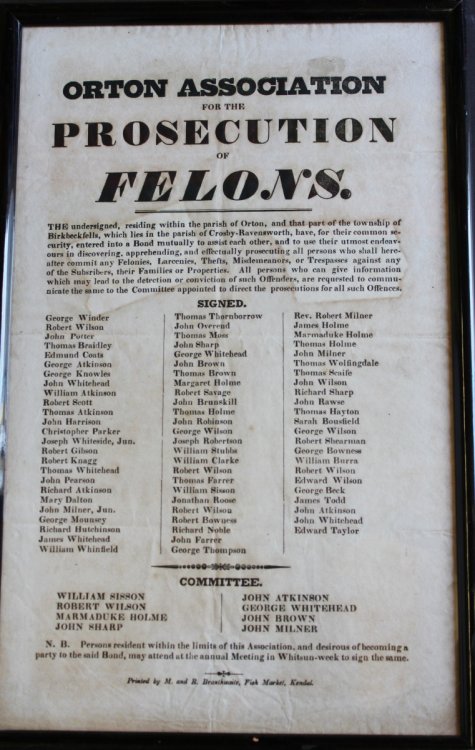 ORTON ASSOCIATION
FOR THE
PROSECUTION
OF
FELONS.
THE undersigned, residing within the parish of Orton, and that part of the township of
Birkbeckfells, which lies in the parish of Crosby-Ravensworth, have, for their common se-
curity, entered into a Bond mutually to assist each other, and to use their utmost endeav-
ours in discovering, apprehending, and effectually prosecuting all persons who shall here-
after commit any Felonies, Larcenies, Thefts, Misdemeanors, or Trespasses against any
of the Subsribers, their Families or Properties. All persons who can give information
which may lead to the detection or conviction of such Offenders, are requested to commu-
nicate the same to the Committee appointed to direct the prosecutions for all such Offences.
SIGNED.
George Winder
Robert Wilson
John Potter
Thomas Braidley
Edmund Coats
George Atkinson
George Knowles
John Whitehead
William Atkinson
Robert Scott
Thomas Atkinson
John Harrison
Christopher Parker
Joseph Whiteside, Jun.
Robert Gibson
Robert Knagg
Thomas Whitehead
John Pearson
Richard Atkinson
Mary Dalton
John Milner, Jun.
George Mounsey
Richard Hutchinson
James Whitehead
William Whinfield
Thomas Thornborrow
John Overend
Thomas Moss
John Sharp
George Whitehead
John Brown
Thomas Brown
Margaret Holme
Robert Savage
John Brunskill
Thomas Holme
John Robinson
George Wilson
Joseph Robertson
William Stubbs
William Clarke
Robert Wilson
Thomas Farrer
William Sisson
Jonathan Roose
Robert Wilson
Robert Bowness
Richard Noble
John Farrer
George Thompson
Rev. Robert Milner
James Holme
Marmaduke Holme
Thomas Holme
John Milner
Thomas Wolfingdale
Thomas Scaife
John Wilson
Richard Sharp
John Rawse
Thomas Hayton
Sarah Bousfield
George Wilson
Robert Shearman
George Bowness
William Burra
Robert Wilson
Edward Wilson
George Beck
James Todd
John Atkinson
John Whitehead
Edward Taylor
COMMITTEE.
WILLIAM SISSON
ROBERT WILSON
MARMADUKE HOLME
JOHN SHARP
JOHN ATKINSON
GEORGE WHITEHEAD
JOHN BROWN
JOHN MILNER
N. B. Persons resident within the limits of this Association, and desirous of becoming a
party to the said Bond, may attend at the annual Meeting in Whitsun-week to sign the same.
Printed by M. and R. Branthwaite, Fish Market, Kendal.